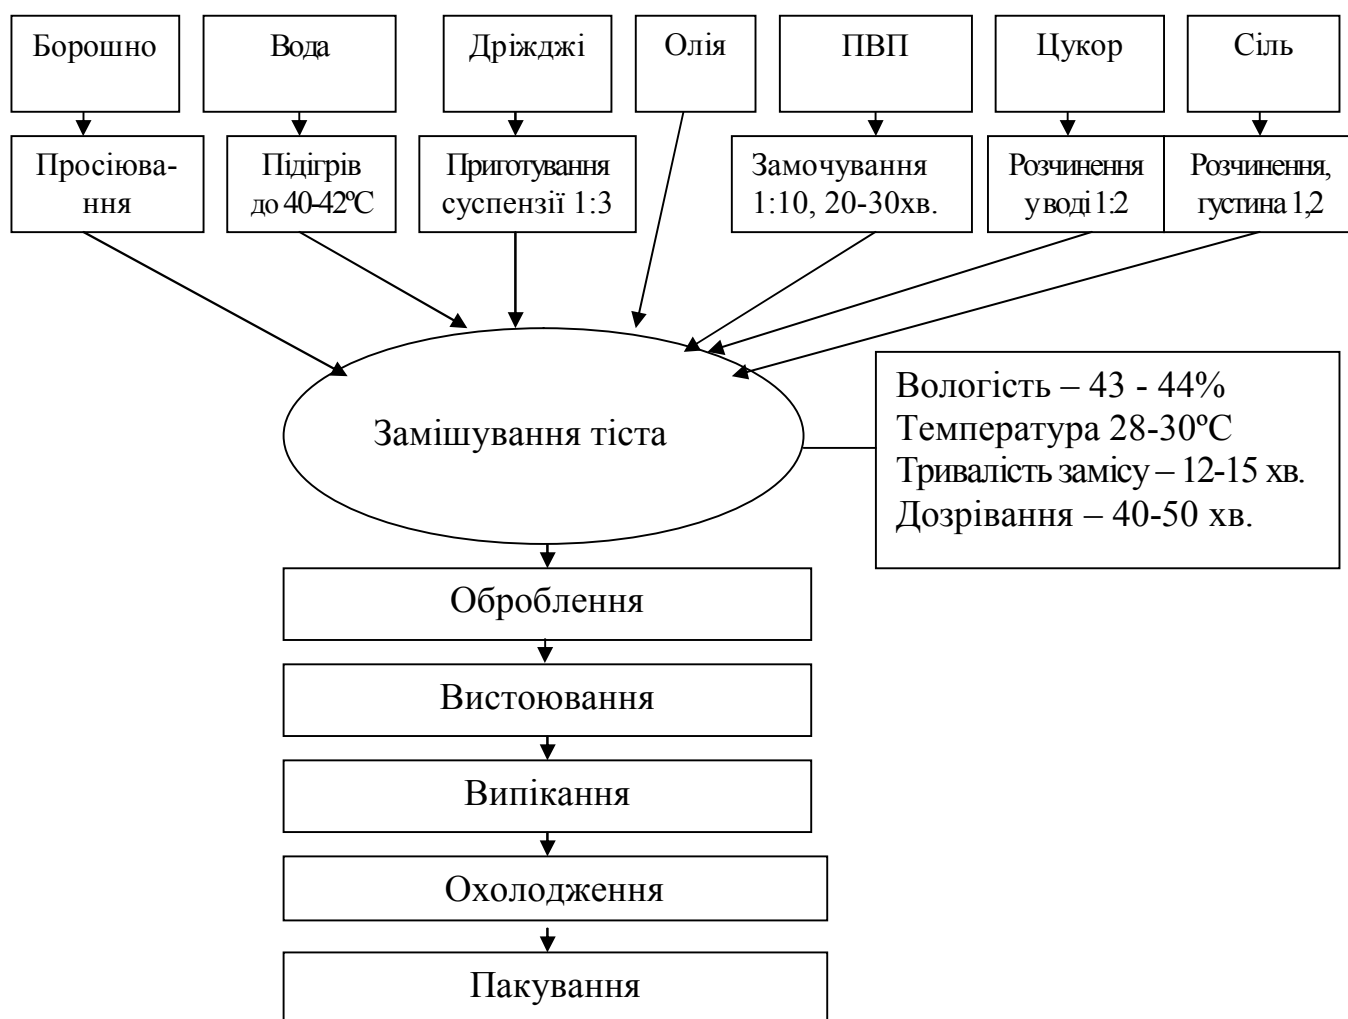 Борошно
Вода
Дріжджі
Олія
ПВП
Цукор
Сіль
Просіюва-
ння
Підігрів
до 40-42ºС
Приготування
суспензії 1:3
Замочування
1:10, 20-30хв.
Розчинення
у воді 1:2
Розчинення,
густина 1,2
Замішування тіста
Вологість – 43 - 44%
Температура 28-30ºС
Тривалість замісу – 12-15 хв.
Дозрівання – 40-50 хв.
Оброблення
Вистоювання
Випікання
Охолодження
Пакування